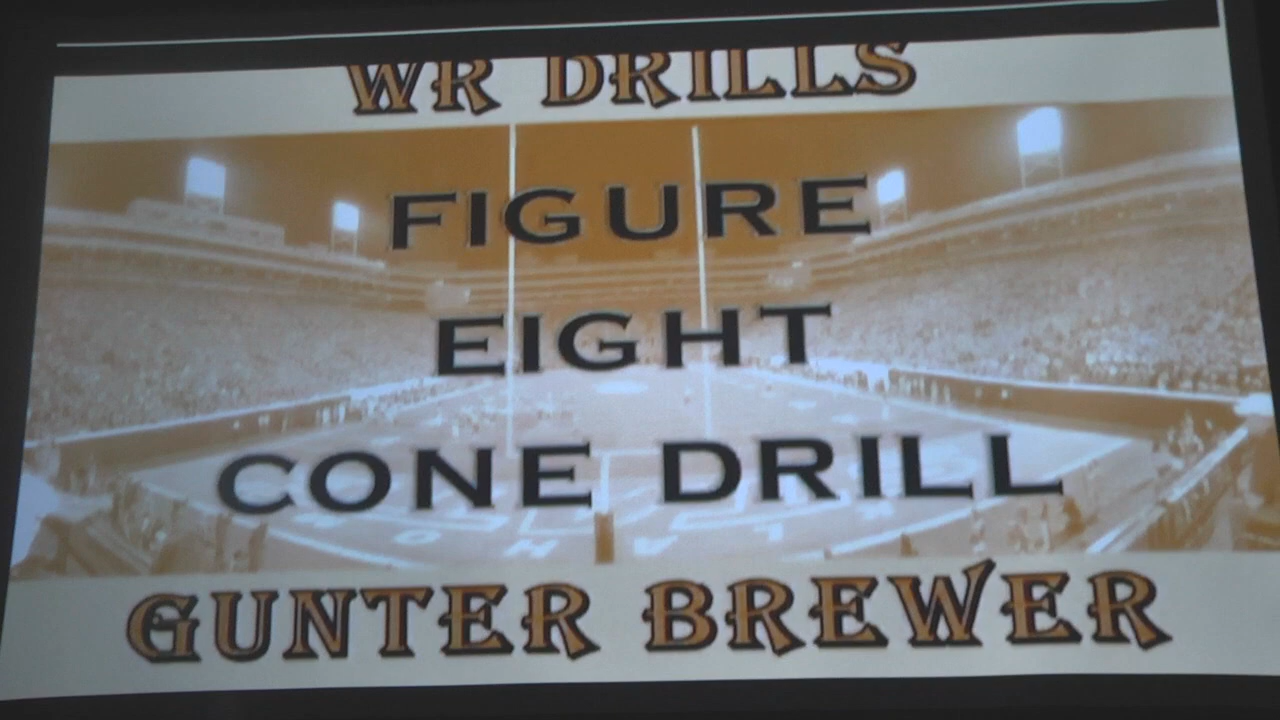 WR DRILLS
FIGURE
EIGHT
CONE DRILL
GUNTER BREWER